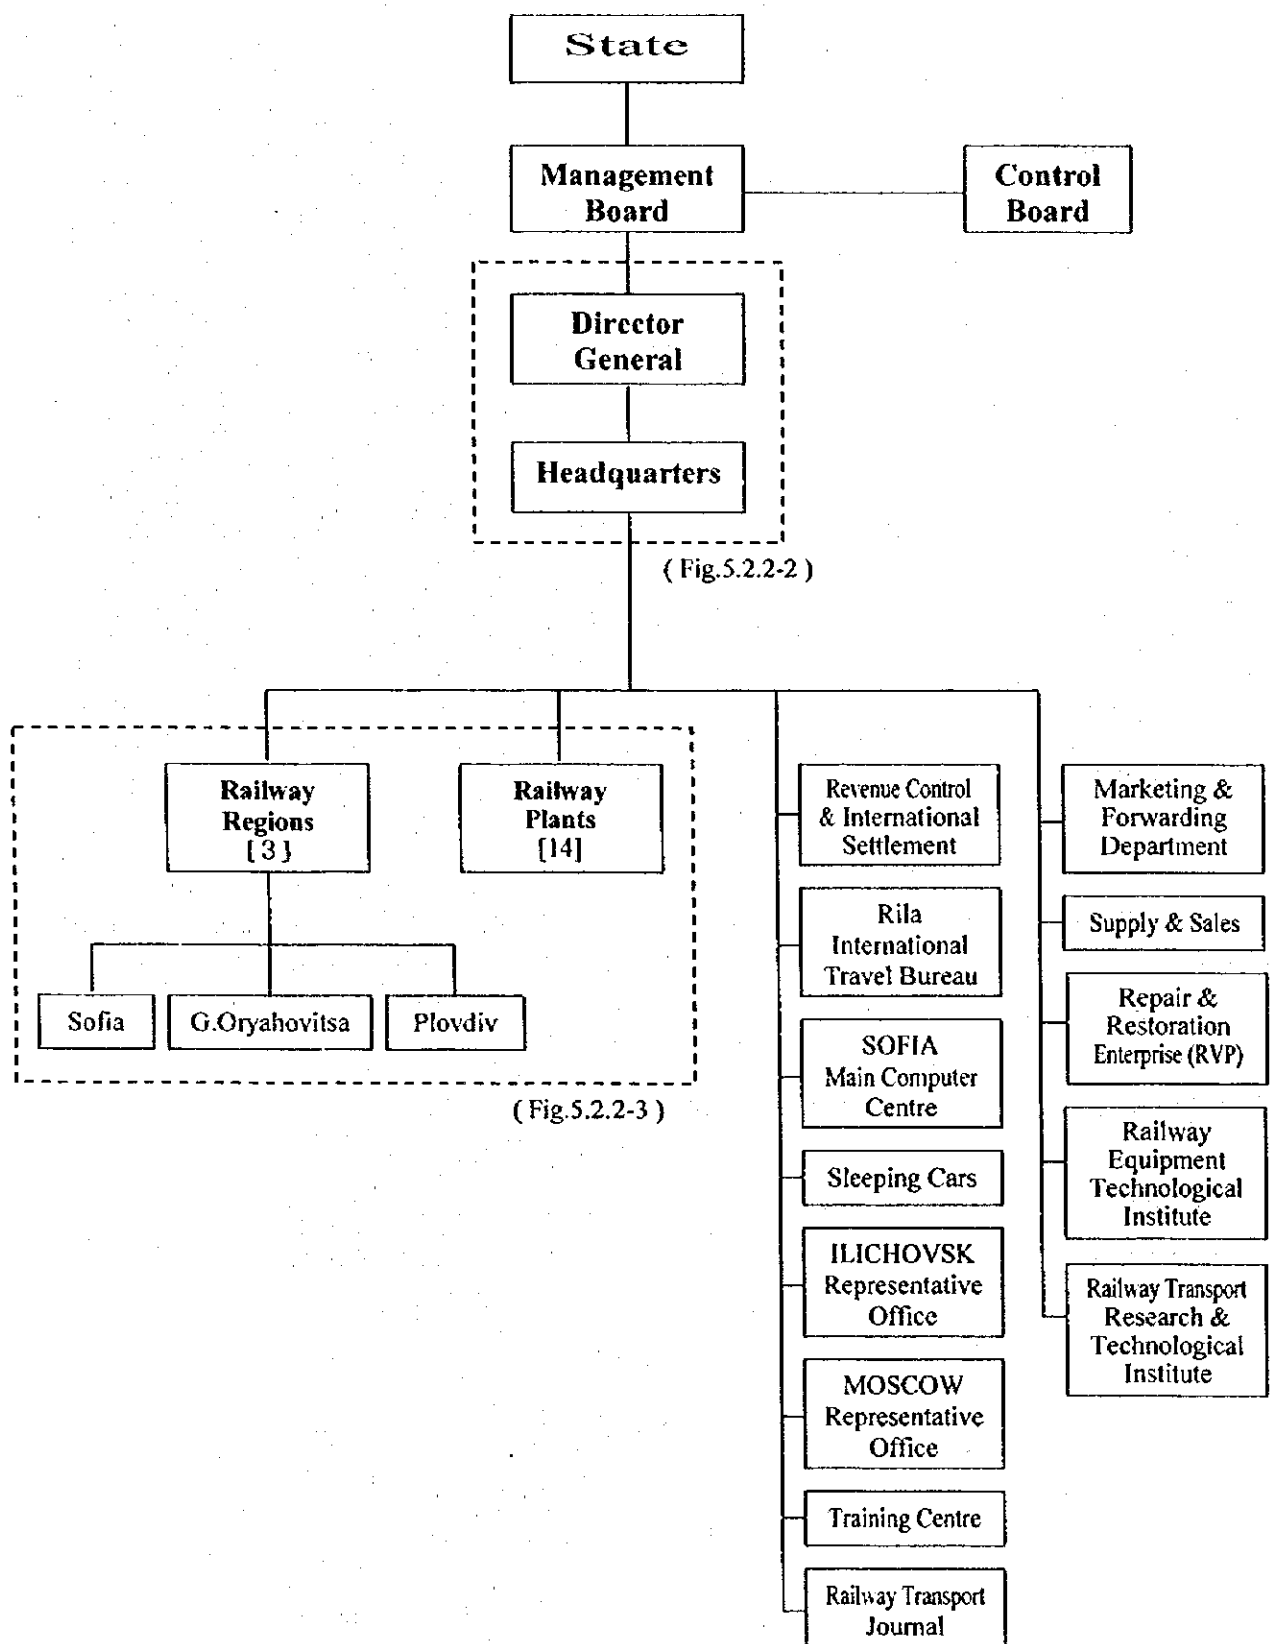 State
Management
Board
Control
Board
Director
General
Headquarters
( Fig.5.2.2-2 )
Railway
Regions
[ 3 ]
Railway
Plants
[14]
Sofia
G.Oryahovitsa
Plovdiv
( Fig.5.2.2-3 )
Revenue Control
& International
Settlement
Rila
International
Travel Bureau
SOFIA
Main Computer
Centre
Sleeping Cars
ILICHOVSK
Representative
Office
MOSCOW
Representative
Office
Training Centre
Railway Transport
Journal
Marketing &
Forwarding
Department
Supply & Sales
Repair &
Restoration
Enterprise (RVP)
Railway
Equipment
Technological
Institute
Railway Transport
Research &
Technological
Institute